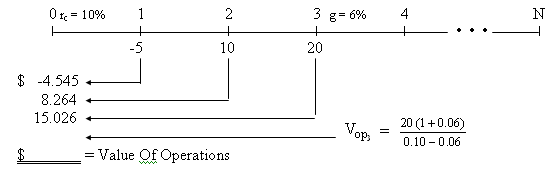 0 rc = 10% 1 2 3 g = 6% 4 N
-5 10 20
$ -4.545
8.264
15.026
Vop3 = 20 (1 + 0.06) / 0.10 − 0.06
$ = Value Of Operations